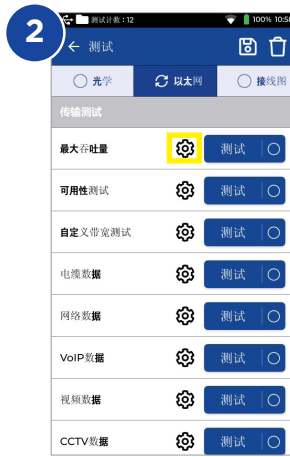 2
测试计数:12
100% 10:58
测试
光学
以太网
接线图
传输测试
最大吞吐量
测试
可用性测试
测试
自定义带宽测试
测试
电缆数据
测试
网络数据
测试
VoIP数据
测试
视频数据
测试
CCTV数据
测试